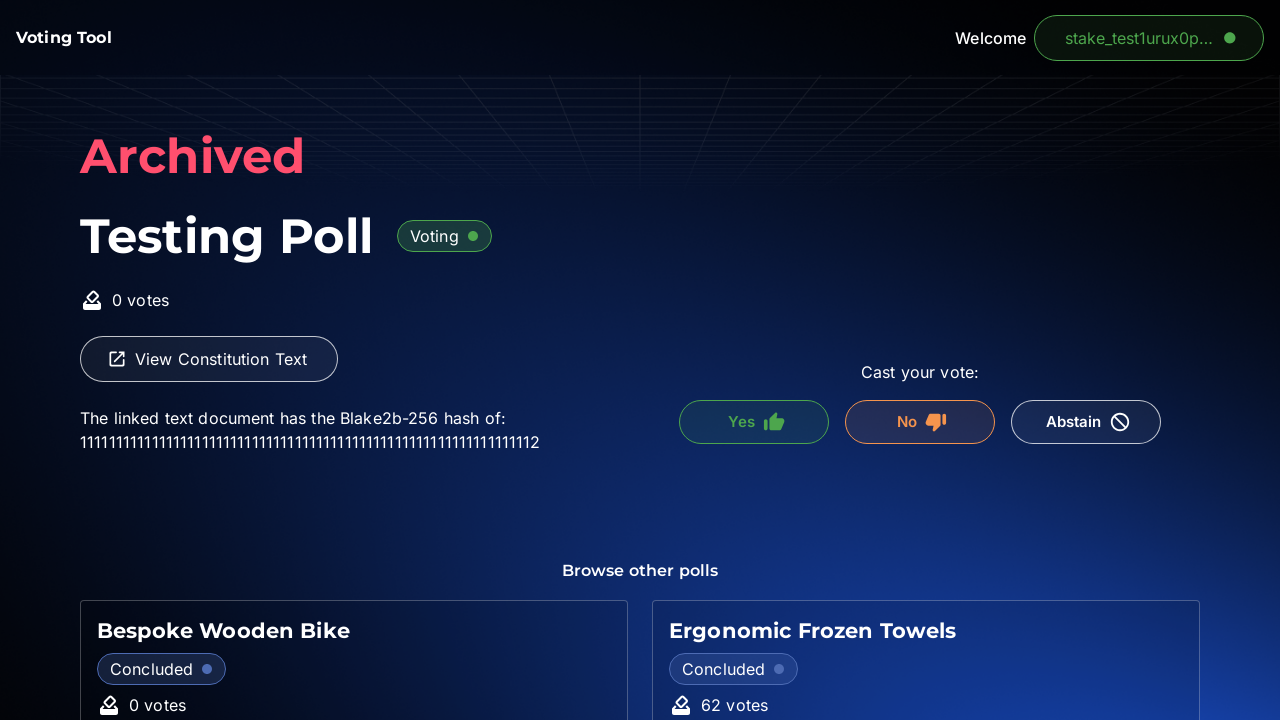 Voting Tool
Welcome
stake_test1urux0p...
Archived
Testing Poll
Voting
0 votes
View Constitution Text
Cast your vote:
The linked text document has the Blake2b-256 hash of:
1111111111111111111111111111111111111111111111111111111111111112
Yes
No
Abstain
Browse other polls
Bespoke Wooden Bike
Concluded
0 votes
Ergonomic Frozen Towels
Concluded
62 votes